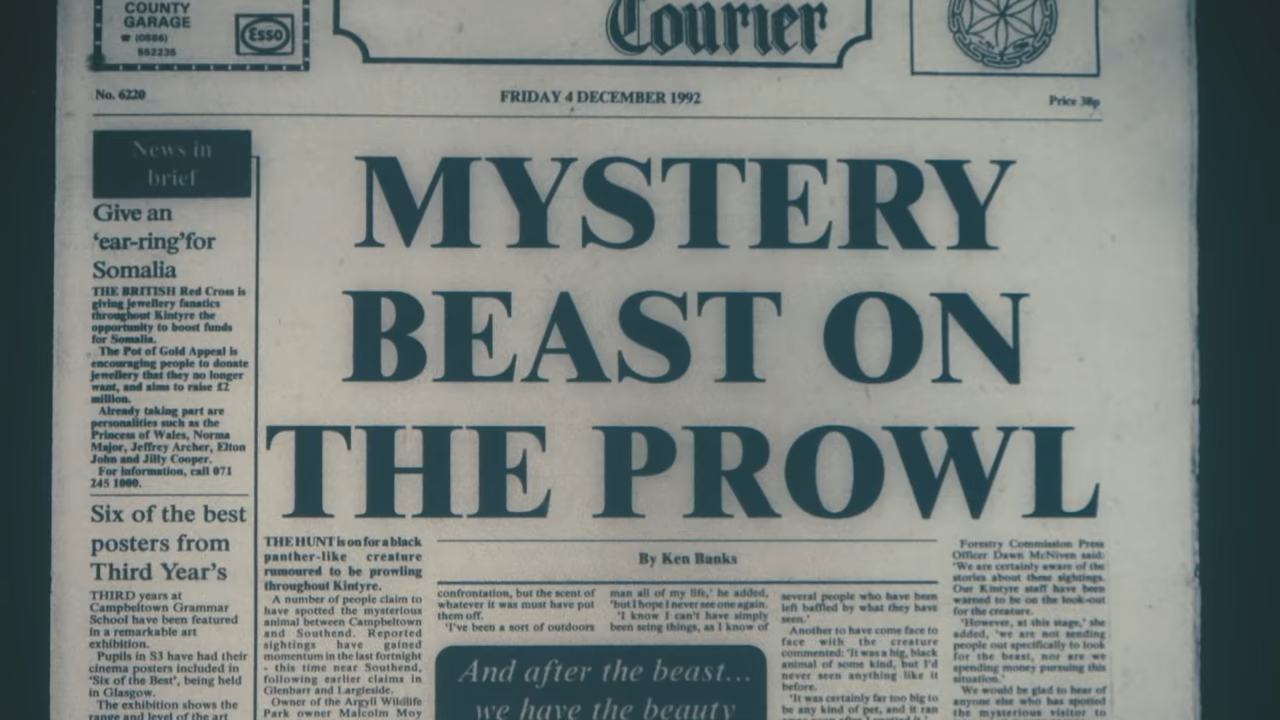 COUNTY
GARAGE
☎ (0586)
552235
Esso
Courier
No. 6220
FRIDAY 4 DECEMBER 1992
Price 38p
News in
brief
Give an
‘ear-ring’for
Somalia
THE BRITISH Red Cross is
giving jewellery fanatics
throughout Kintyre the
opportunity to boost funds
for Somalia.
The Pot of Gold Appeal is
encouraging people to donate
jewellery that they no longer
want, and aims to raise £2
million.
Already taking part are
personalities such as the
Princess of Wales, Norma
Major, Jeffrey Archer, Elton
John and Jilly Cooper.
For information, call 071
245 1000.
Six of the best
posters from
Third Year’s
THIRD years at
Campbeltown Grammar
School have been featured
in a remarkable art
exhibition.
Pupils in S3 have had their
cinema posters included in
‘Six of the Best’, being held
in Glasgow.
The exhibition shows the
range and level of the art
MYSTERY
BEAST ON
THE PROWL
THE HUNT is on for a black
panther-like creature
rumoured to be prowling
throughout Kintyre.
A number of people claim to
have spotted the mysterious
animal between Campbeltown
and Southend. Reported
sightings have gained
momentum in the last fortnight
- this time near Southend,
following earlier claims in
Glenbarr and Largieside.
Owner of the Argyll Wildlife
Park owner Malcolm Moy
By Ken Banks
confrontation, but the scent of
whatever it was must have put
them off.
‘I’ve been a sort of outdoors
man all of my life,’ he added,
‘but I hope I never see one again.
‘I know I can’t have simply
been seing things, as I know of
And after the beast...
we have the beauty
several people who have been
left baffled by what they have
seen.’
Another to have come face to
face with the creature
commented: ‘It was a big, black
animal of some kind, but I’d
never seen anything like it
before.
‘It was certainly far too big to
be any kind of pet, and it ran
Forestry Commission Press
Officer Dawn McNiven said:
‘We are certainly aware of the
stories about these sightings.
Our Kintyre staff have been
warned to be on the look-out
for the creature.
‘However, at this stage,’ she
added, ‘we are not sending
people out specifically to look
for the beast, nor are we
spending money pursuing this
situation.’
We would be glad to hear of
anyone else who has spotted
the mysterious visitor to